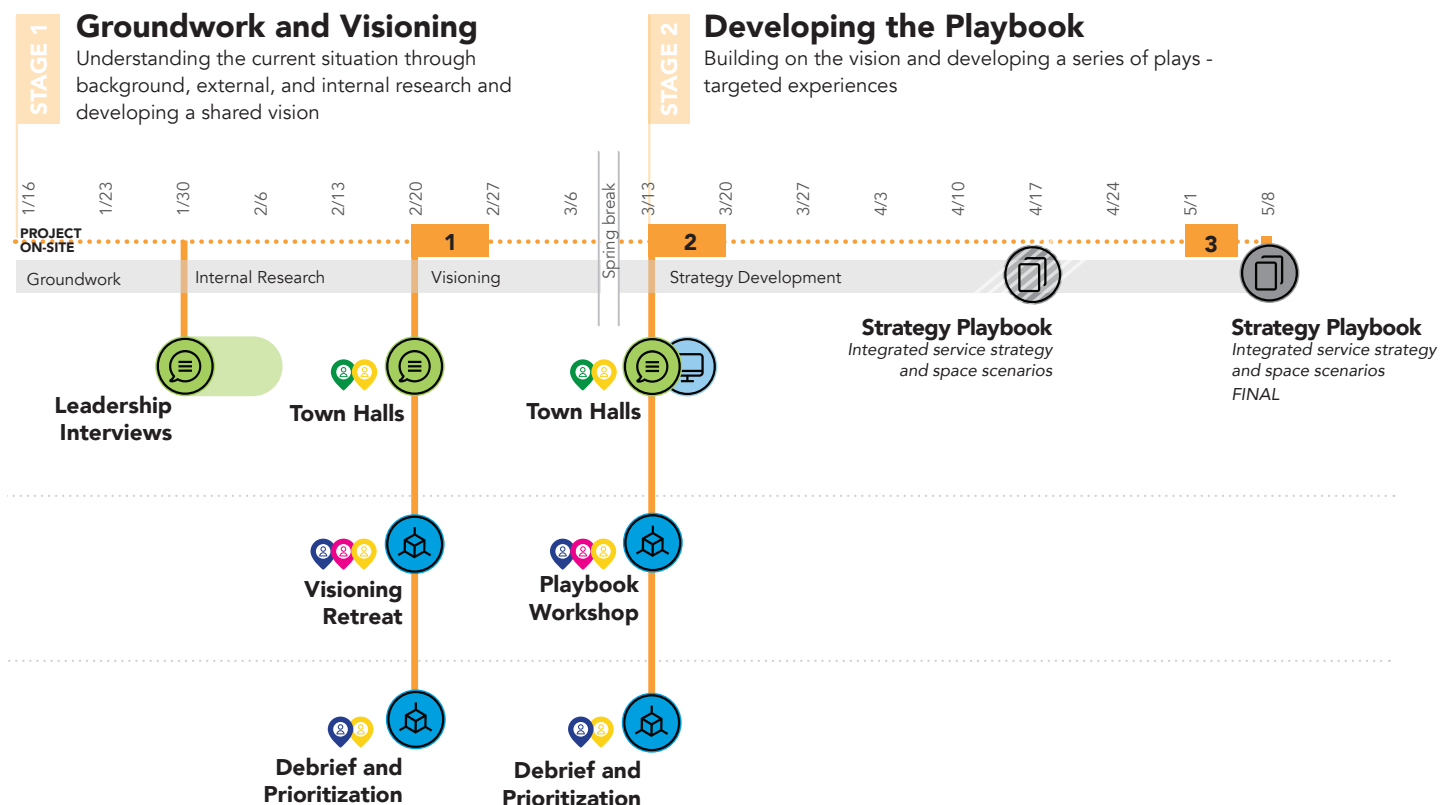 STAGE 1
Groundwork and Visioning
Understanding the current situation through
background, external, and internal research and
developing a shared vision
STAGE 2
Developing the Playbook
Building on the vision and developing a series of plays -
targeted experiences
1/16
1/23
1/30
2/6
2/13
2/20
2/27
3/6
Spring break
3/13
3/20
3/27
4/3
4/10
4/17
4/24
5/1
5/8
PROJECT
ON-SITE
1
2
3
Groundwork
Internal Research
Visioning
Strategy Development
Leadership
Interviews
Town Halls
Town Halls
Strategy Playbook
Integrated service strategy
and space scenarios
Strategy Playbook
Integrated service strategy
and space scenarios
FINAL
Visioning
Retreat
Playbook
Workshop
Debrief and
Prioritization
Debrief and
Prioritization